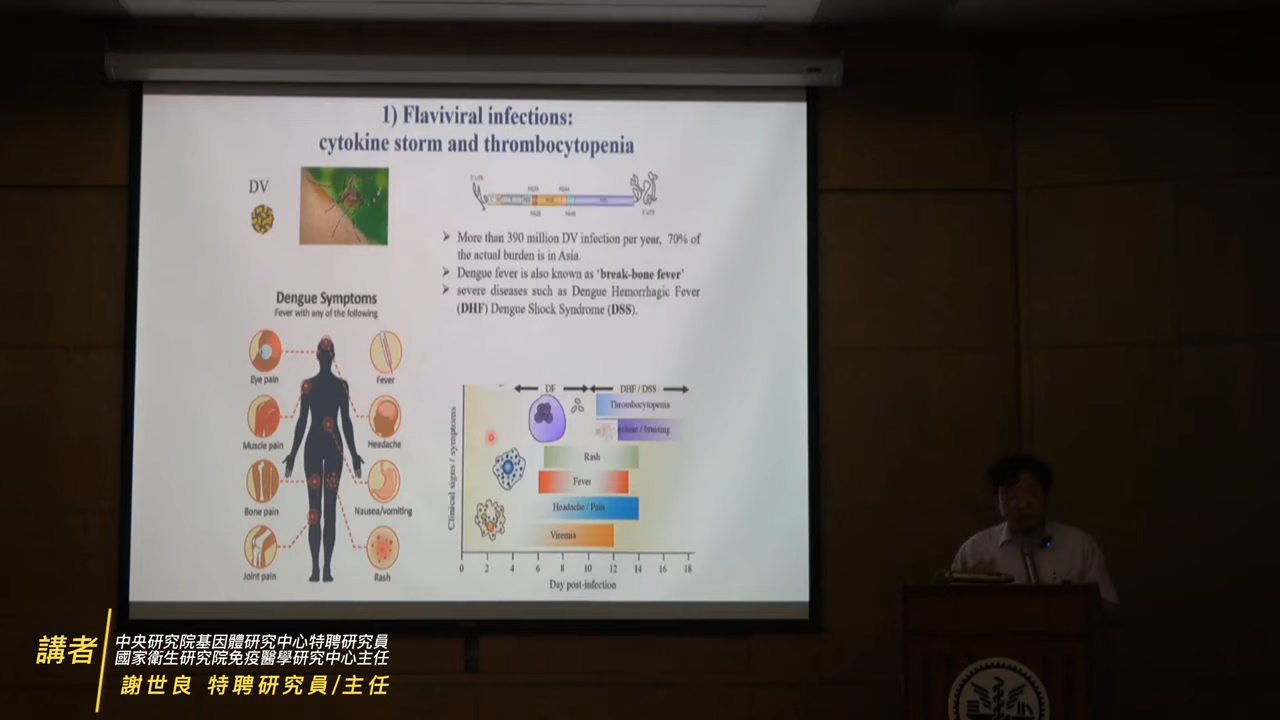 1) Flaviviral infections:
cytokine storm and thrombocytopenia
DV
3'UTR
More than 390 million DV infection per year, 70% of
the actual burden is in Asia.
Dengue fever is also known as 'break-bone fever'
severe diseases such as Dengue Hemorrhagic Fever
(DHF) Dengue Shock Syndrome (DSS).
Dengue Symptoms
Fever with any of the following
Eye pain
Fever
Muscle pain
Headache
Bone pain
Nausea/vomiting
Joint pain
Rash
Clinical signs / symptoms
DF
DHF / DSS
Thrombocytopenia
/ bruising
Rash
Fever
Headache / Pain
Viremia
0 2 4 6 8 10 12 14 16 18
Day post-infection
講者
中央研究院基因體研究中心特聘研究員
國家衛生研究院免疫醫學研究中心主任
謝世良 特聘研究員/主任